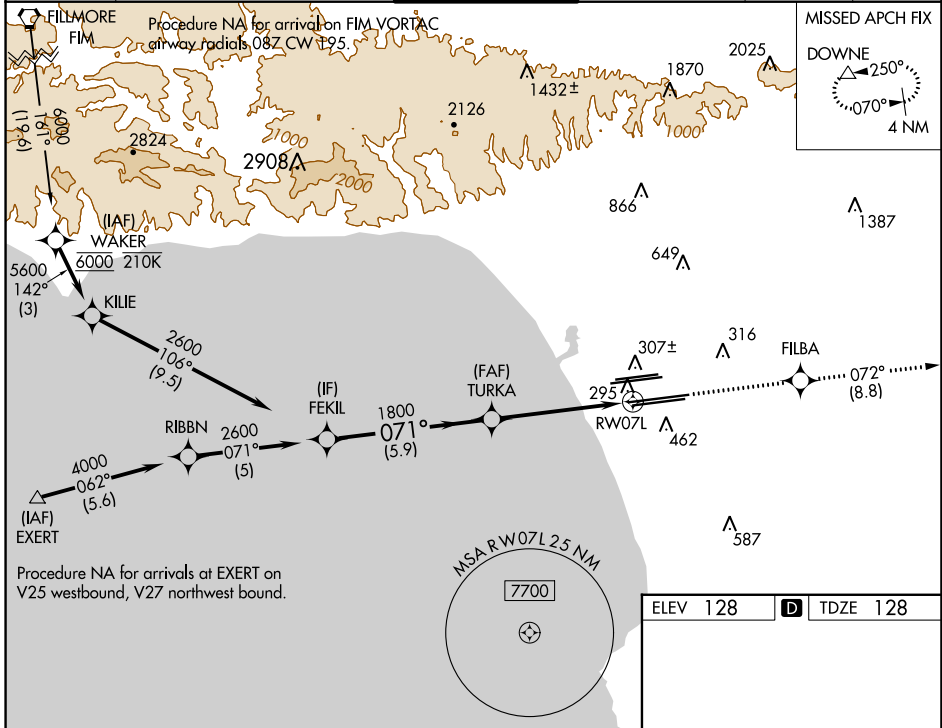 FILLMORE
FIM
Procedure NA for arrival on FIM VORTAC
airway radials 087 CW 195.
MISSED APCH FIX
DOWNE
250°
070°
4 NM
2025
1432±
1870
2126
1000
1000
2824
2908
2000
6000
161°
(19.6)
866
1387
649
(IAF)
WAKER
6000 210K
5600
142°
(3)
KILIE
2600
106°
(9.5)
307±
316
FILBA
072°
(8.8)
295
RW07L
462
(FAF)
TURKA
(IF)
FEKIL
1800
071°
(5.9)
RIBBN
2600
071°
(5)
4000
062°
(5.6)
(IAF)
EXERT
587
Procedure NA for arrivals at EXERT on
V25 westbound, V27 northwest bound.
MSA RW07L 25 NM
7700
ELEV 128 D TDZE 128